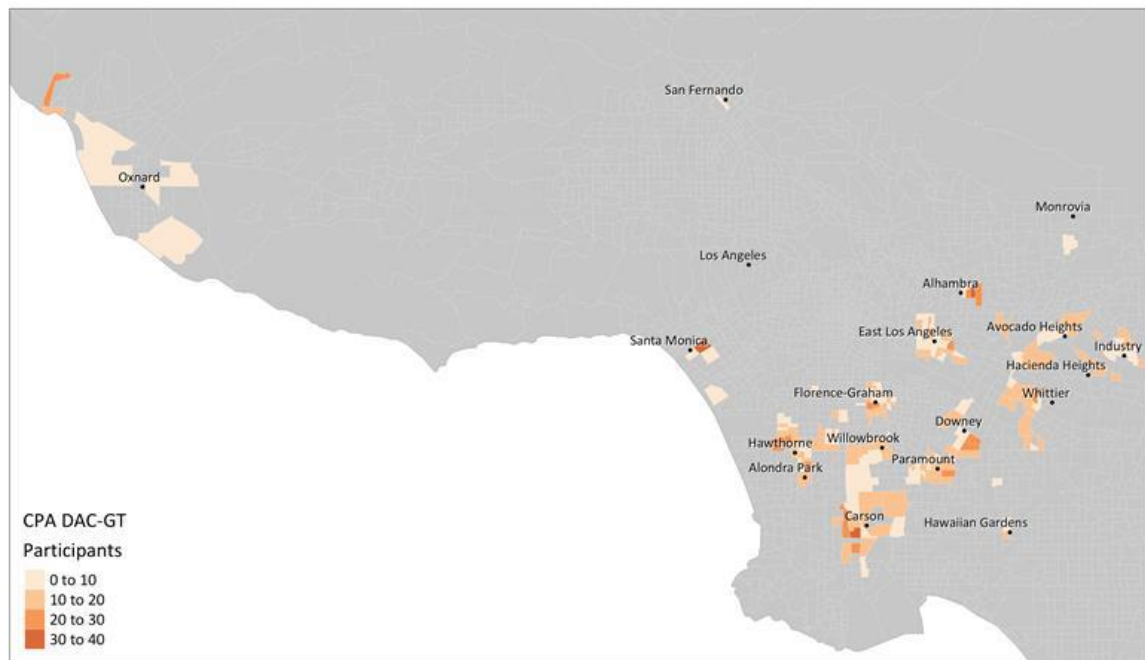 San Fernando
Oxnard
Monrovia
Los Angeles
Alhambra
East Los Angeles
Avocado Heights
Santa Monica
Industry
Hacienda Heights
Florence-Graham
Whittier
Downey
Hawthorne
Willowbrook
Paramount
Alondra Park
Carson
Hawaiian Gardens
CPA DAC-GT
Participants
0 to 10
10 to 20
20 to 30
30 to 40